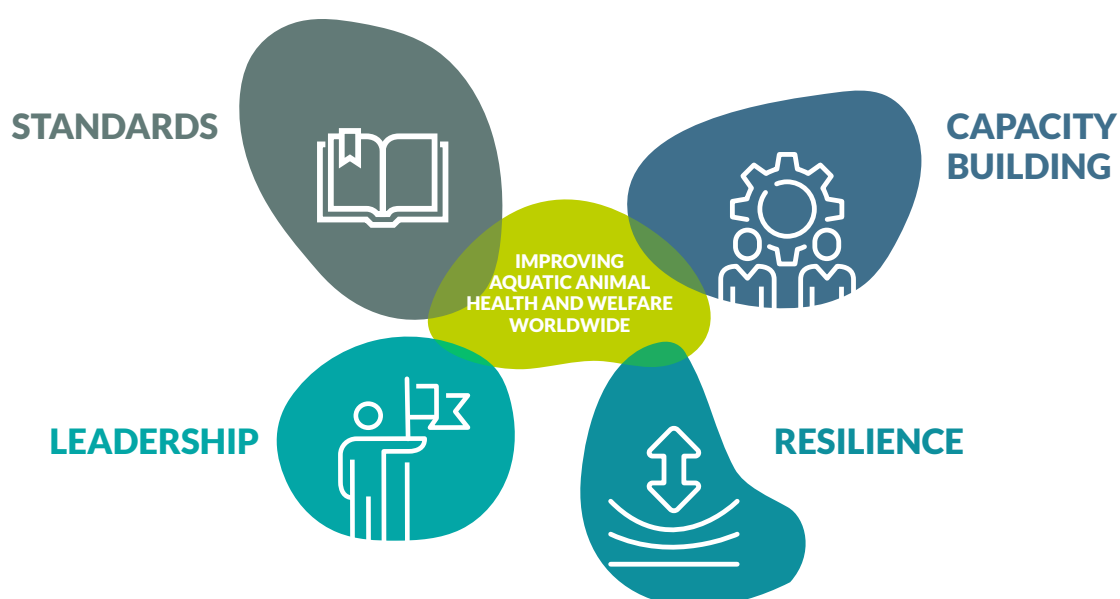 STANDARDS
CAPACITY
BUILDING
IMPROVING
AQUATIC ANIMAL
HEALTH AND WELFARE
WORLDWIDE
LEADERSHIP
RESILIENCE